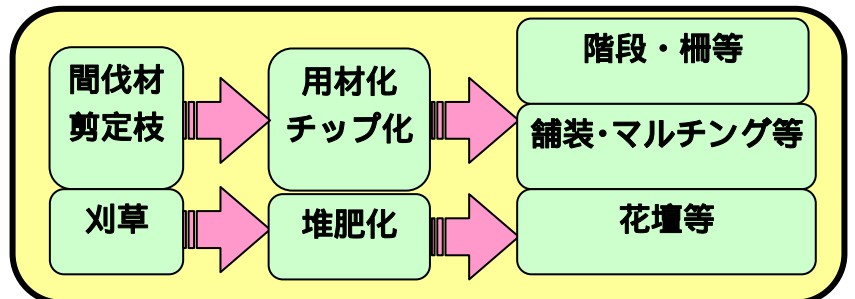 間伐材
剪定枝
用材化
チップ化
階段・柵等
舗装・マルチング等
刈草
堆肥化
花壇等